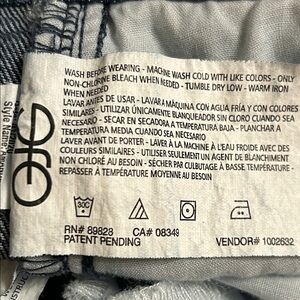 WASH BEFORE WEARING - MACHINE WASH COLD WITH LIKE COLORS - ONLY
NON-CHLORINE BLEACH WHEN NEEDED - TUMBLE DRY LOW - WARM IRON
WHEN NEEDED
LAVAR ANTES DE USAR - LAVAR A MÁQUINA CON AGUA FRÍA Y CON COLORES
SIMILARES - UTILIZAR ÚNICAMENTE BLANQUEADOR SIN CLORO CUANDO SEA
NECESARIO - SECAR EN SECADORA A TEMPERATURA BAJA - PLANCHAR A
TEMPERATURA MEDIA CUANDO SEA NECESARIO
LAVER AVANT DE PORTER - LAVER À LA MACHINE À L'EAU FROIDE AVEC DES
COULEURS SIMILAIRES - UTILISER SEULEMENT UN AGENT DE BLANCHIMENT
NON CHLORÉ AU BESOIN - SÉCHER PAR CULBUTAGE À BASSE TEMPÉRATURE -
REPASSER À TEMPÉRATURE MOYENNE AU BESOIN
RN# 89828 CA# 08349
PATENT PENDING VENDOR# 1002632
Style Name